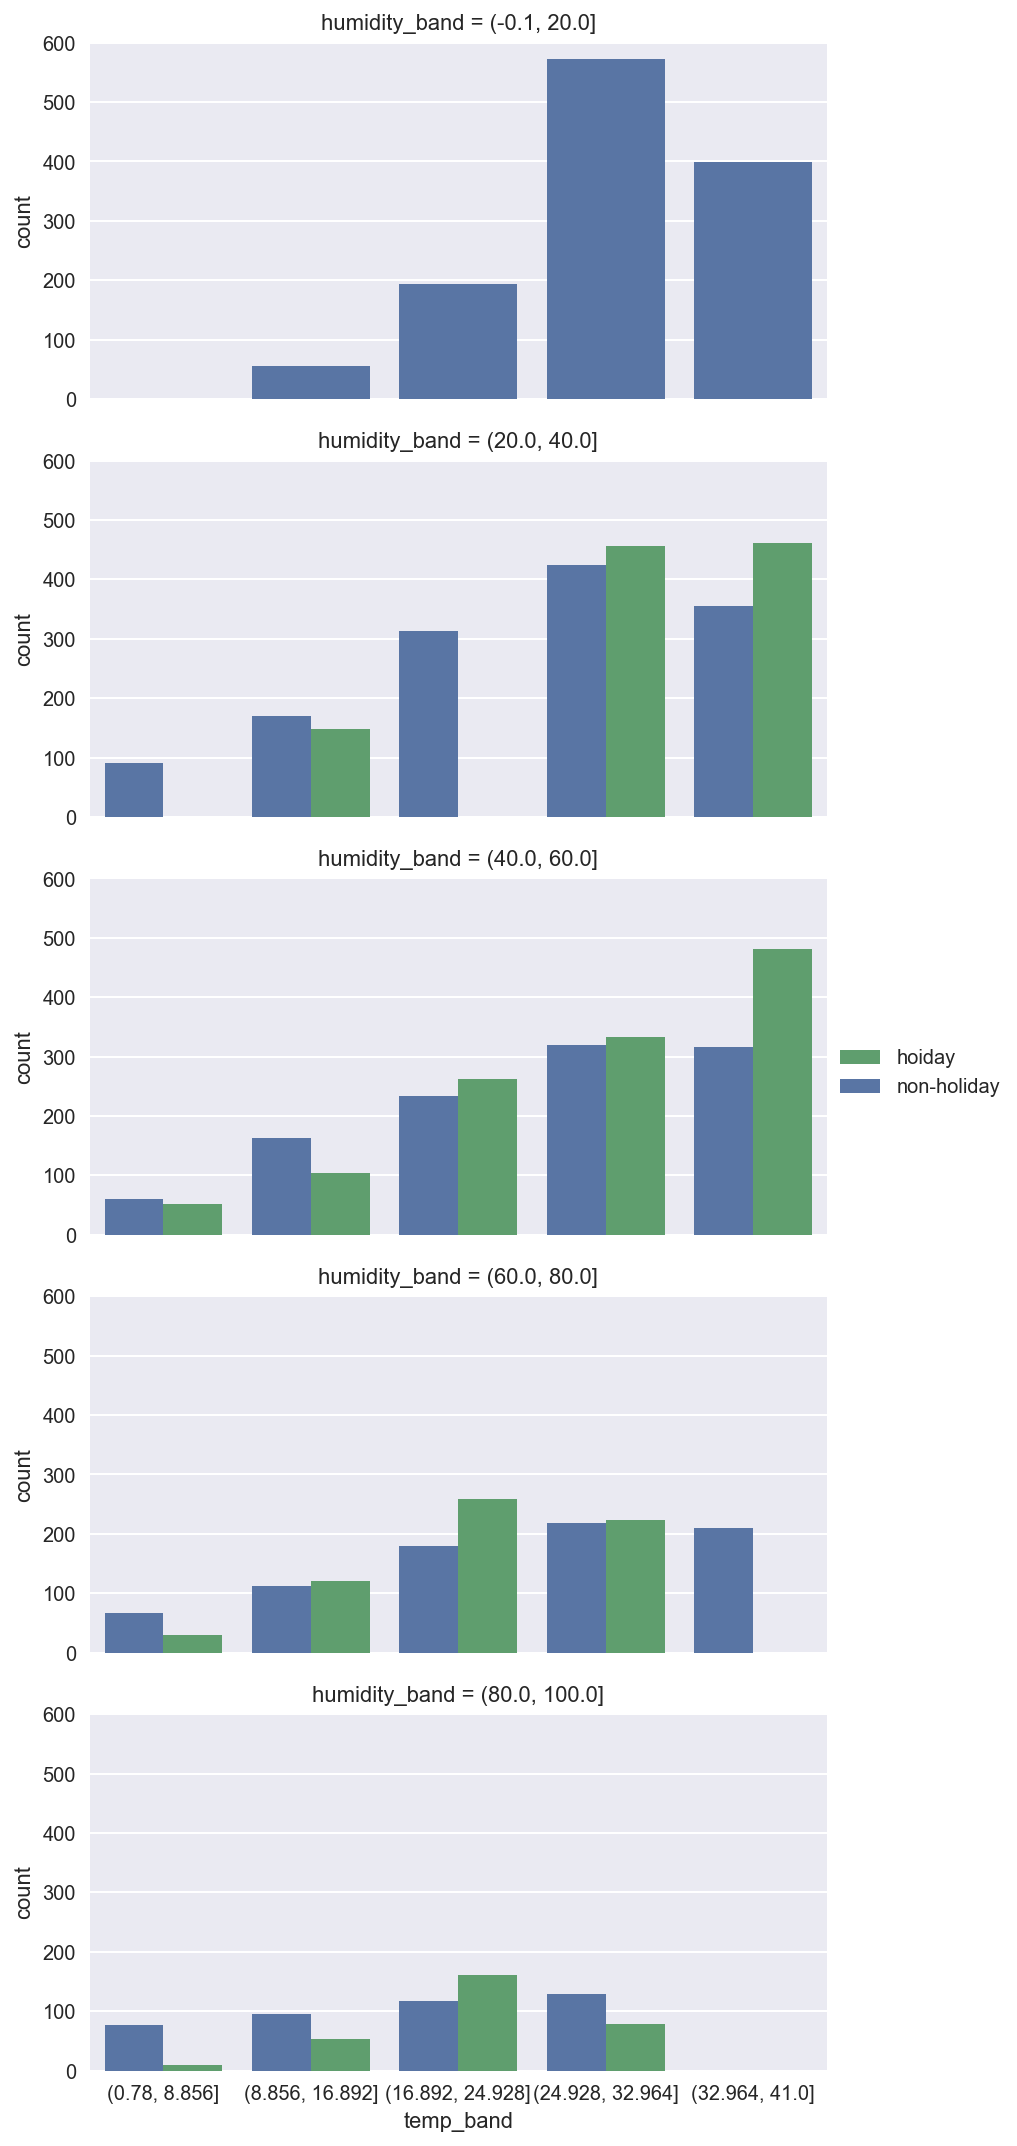 humidity_band = (-0.1, 20.0]
600
500
400
300
200
100
0
count
humidity_band = (20.0, 40.0]
600
500
400
300
200
100
0
count
humidity_band = (40.0, 60.0]
600
500
400
300
200
100
0
count
hoiday
non-holiday
humidity_band = (60.0, 80.0]
600
500
400
300
200
100
0
count
humidity_band = (80.0, 100.0]
600
500
400
300
200
100
0
count
(0.78, 8.856] (8.856, 16.892] (16.892, 24.928] (24.928, 32.964] (32.964, 41.0]
temp_band